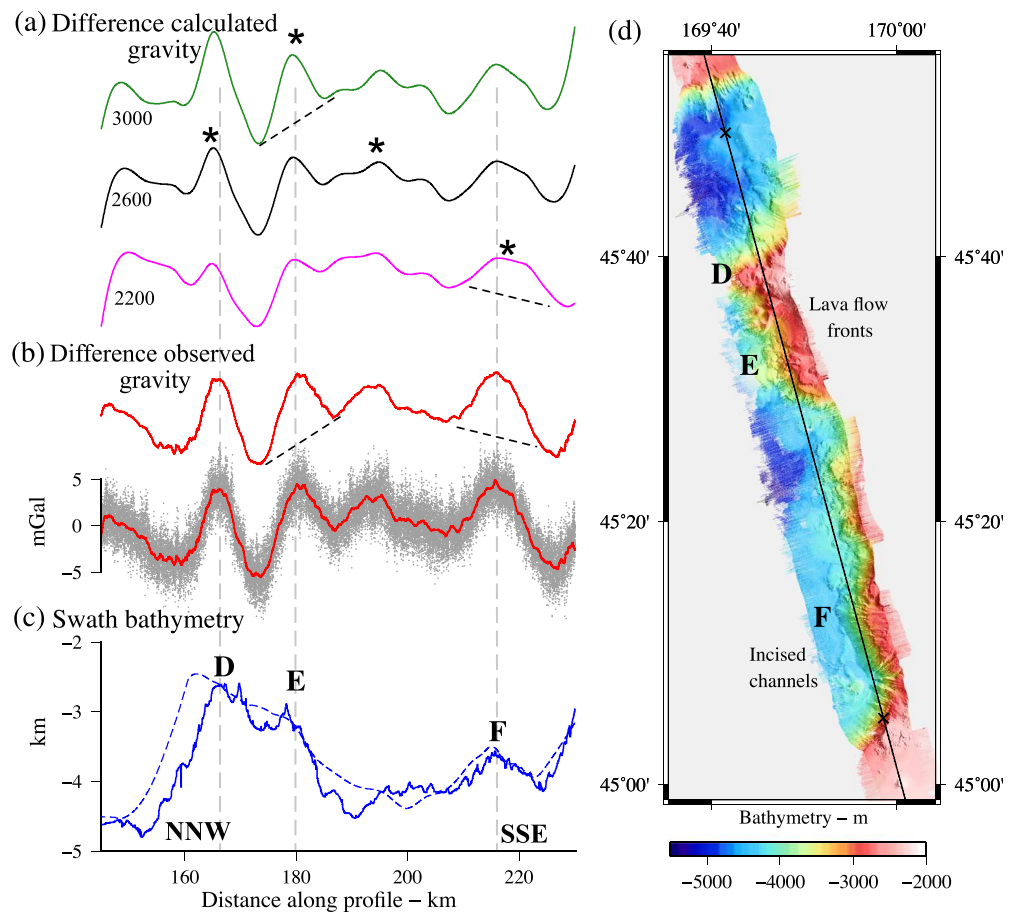 (a) Difference calculated
gravity
*
3000
* *
2600
*
2200
(b) Difference observed
gravity
5
0
−5
mGal
(c) Swath bathymetry
−2
−3
−4
−5
km
D
E
F
NNW
SSE
160 180 200 220
Distance along profile − km
(d)
169°40' 170°00'
45°40' 45°40'
45°20' 45°20'
45°00' 45°00'
D
Lava flow
fronts
E
F
Incised
channels
Bathymetry − m
−5000 −4000 −3000 −2000